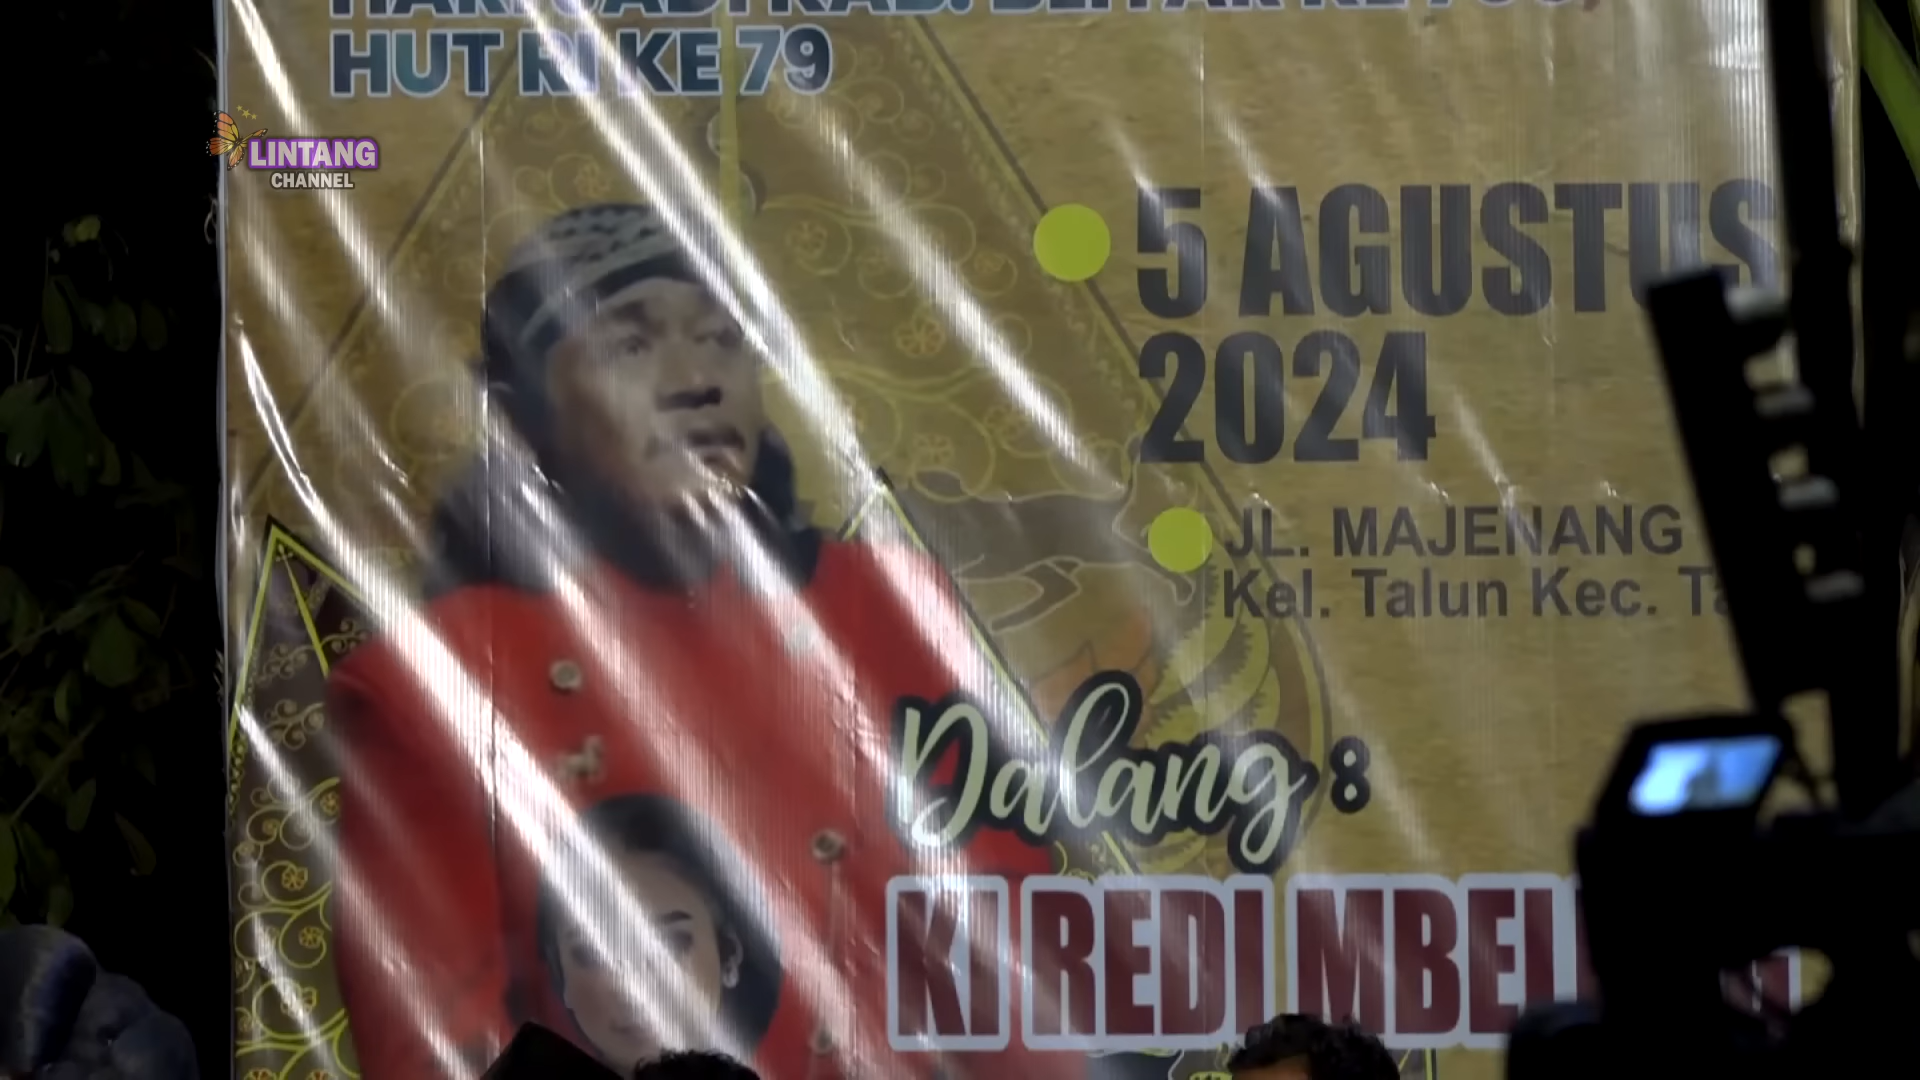 HUT RI KE 79
LINTANG
CHANNEL
5 AGUSTUS
2024
JL. MAJENANG
Kel. Talun Kec.
Dalang :
KI REDI